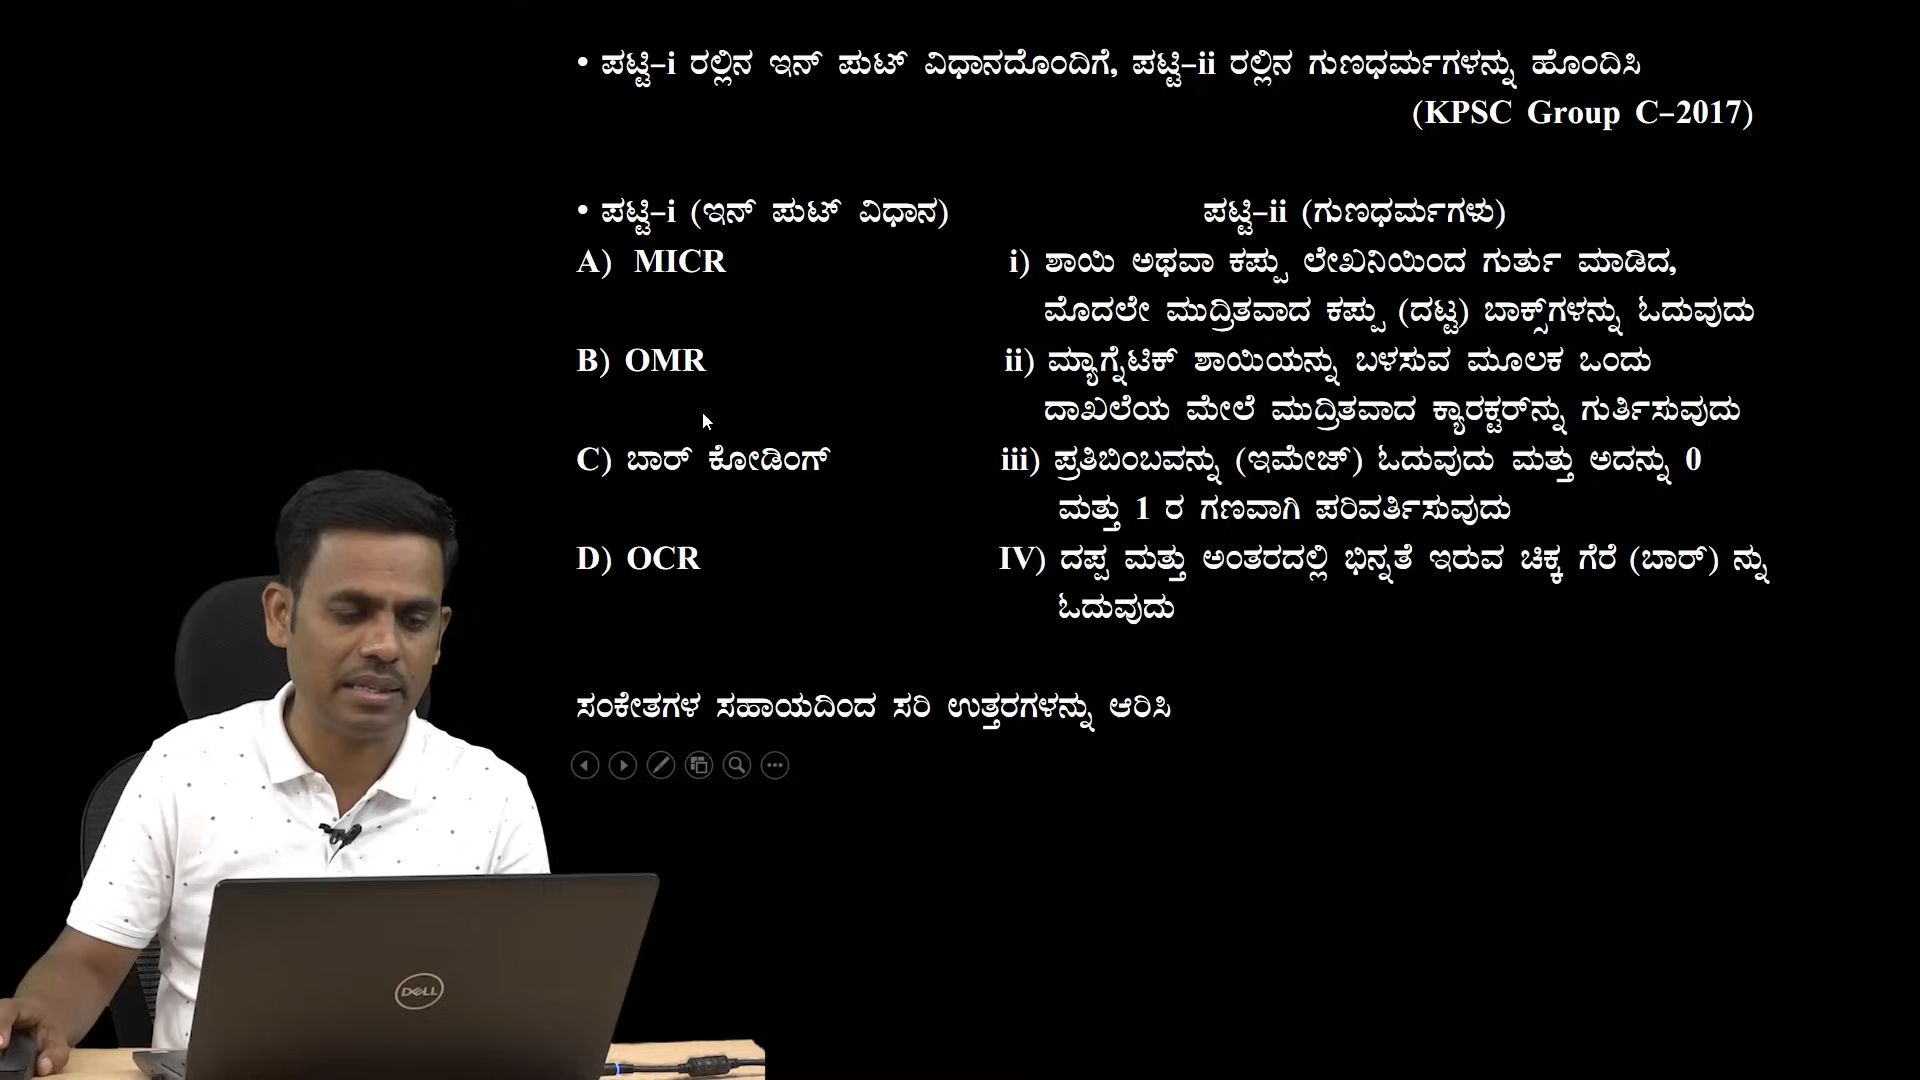 • ಪಟ್ಟಿ-i ರಲ್ಲಿನ ಇನ್ ಪುಟ್ ವಿಧಾನದೊಂದಿಗೆ, ಪಟ್ಟಿ-ii ರಲ್ಲಿನ ಗುಣಧರ್ಮಗಳನ್ನು ಹೊಂದಿಸಿ
(KPSC Group C-2017)
• ಪಟ್ಟಿ-i (ಇನ್ ಪುಟ್ ವಿಧಾನ) ಪಟ್ಟಿ-ii (ಗುಣಧರ್ಮಗಳು)
A) MICR i) ಶಾಯಿ ಅಥವಾ ಕಪ್ಪು ಲೇಖನಿಯಿಂದ ಗುರ್ತು ಮಾಡಿದ,
ಮೊದಲೇ ಮುದ್ರಿತವಾದ ಕಪ್ಪು (ದಟ್ಟ) ಬಾಕ್ಸ್‌ಗಳನ್ನು ಓದುವುದು
B) OMR ii) ಮ್ಯಾಗ್ನೆಟಿಕ್ ಶಾಯಿಯನ್ನು ಬಳಸುವ ಮೂಲಕ ಒಂದು
ದಾಖಲೆಯ ಮೇಲೆ ಮುದ್ರಿತವಾದ ಕ್ಯಾರಕ್ಟರ್‌ನ್ನು ಗುರ್ತಿಸುವುದು
C) ಬಾರ್ ಕೋಡಿಂಗ್ iii) ಪ್ರತಿಬಿಂಬವನ್ನು (ಇಮೇಜ್) ಓದುವುದು ಮತ್ತು ಅದನ್ನು 0
ಮತ್ತು 1 ರ ಗಣವಾಗಿ ಪರಿವರ್ತಿಸುವುದು
D) OCR IV) ದಪ್ಪ ಮತ್ತು ಅಂತರದಲ್ಲಿ ಭಿನ್ನತೆ ಇರುವ ಚಿಕ್ಕ ಗೆರೆ (ಬಾರ್) ನ್ನು
ಓದುವುದು
ಸಂಕೇತಗಳ ಸಹಾಯದಿಂದ ಸರಿ ಉತ್ತರಗಳನ್ನು ಆರಿಸಿ
DELL